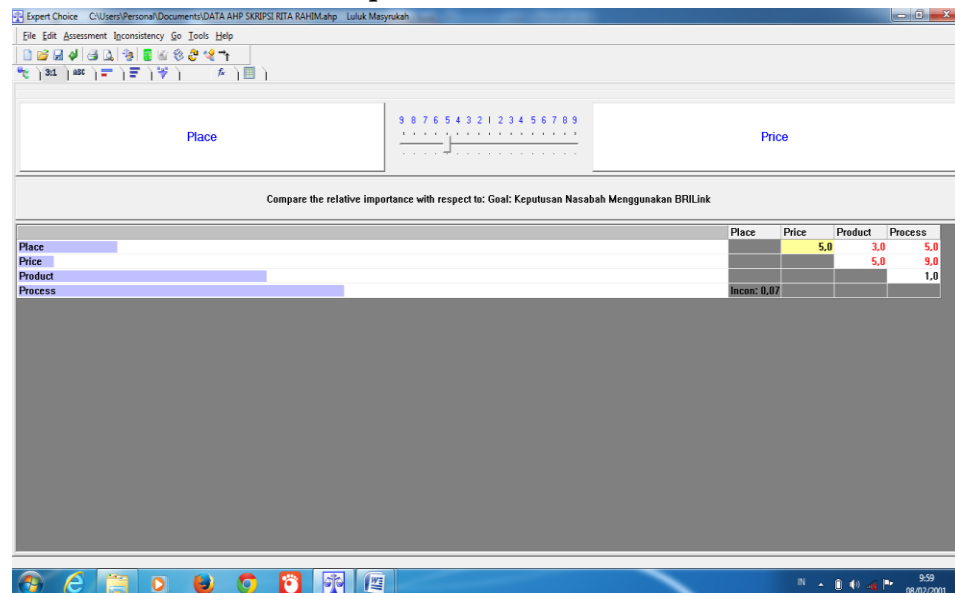 Expert Choice C:\Users\Personal\Documents\DATA AHP SKRIPSI RITA RAHIM.ahp Luluk Masyrukah
File Edit Assessment Inconsistency Go Tools Help
3:1 ABC
Place
9 8 7 6 5 4 3 2 1 2 3 4 5 6 7 8 9
Price
Compare the relative importance with respect to: Goal: Keputusan Nasabah Menggunakan BRILink
Place Price Product Process
Place 5,0 3,0 5,0
Price 5,0 9,0
Product 1,0
Process Incon: 0,07
IN 9:59
08/02/2001